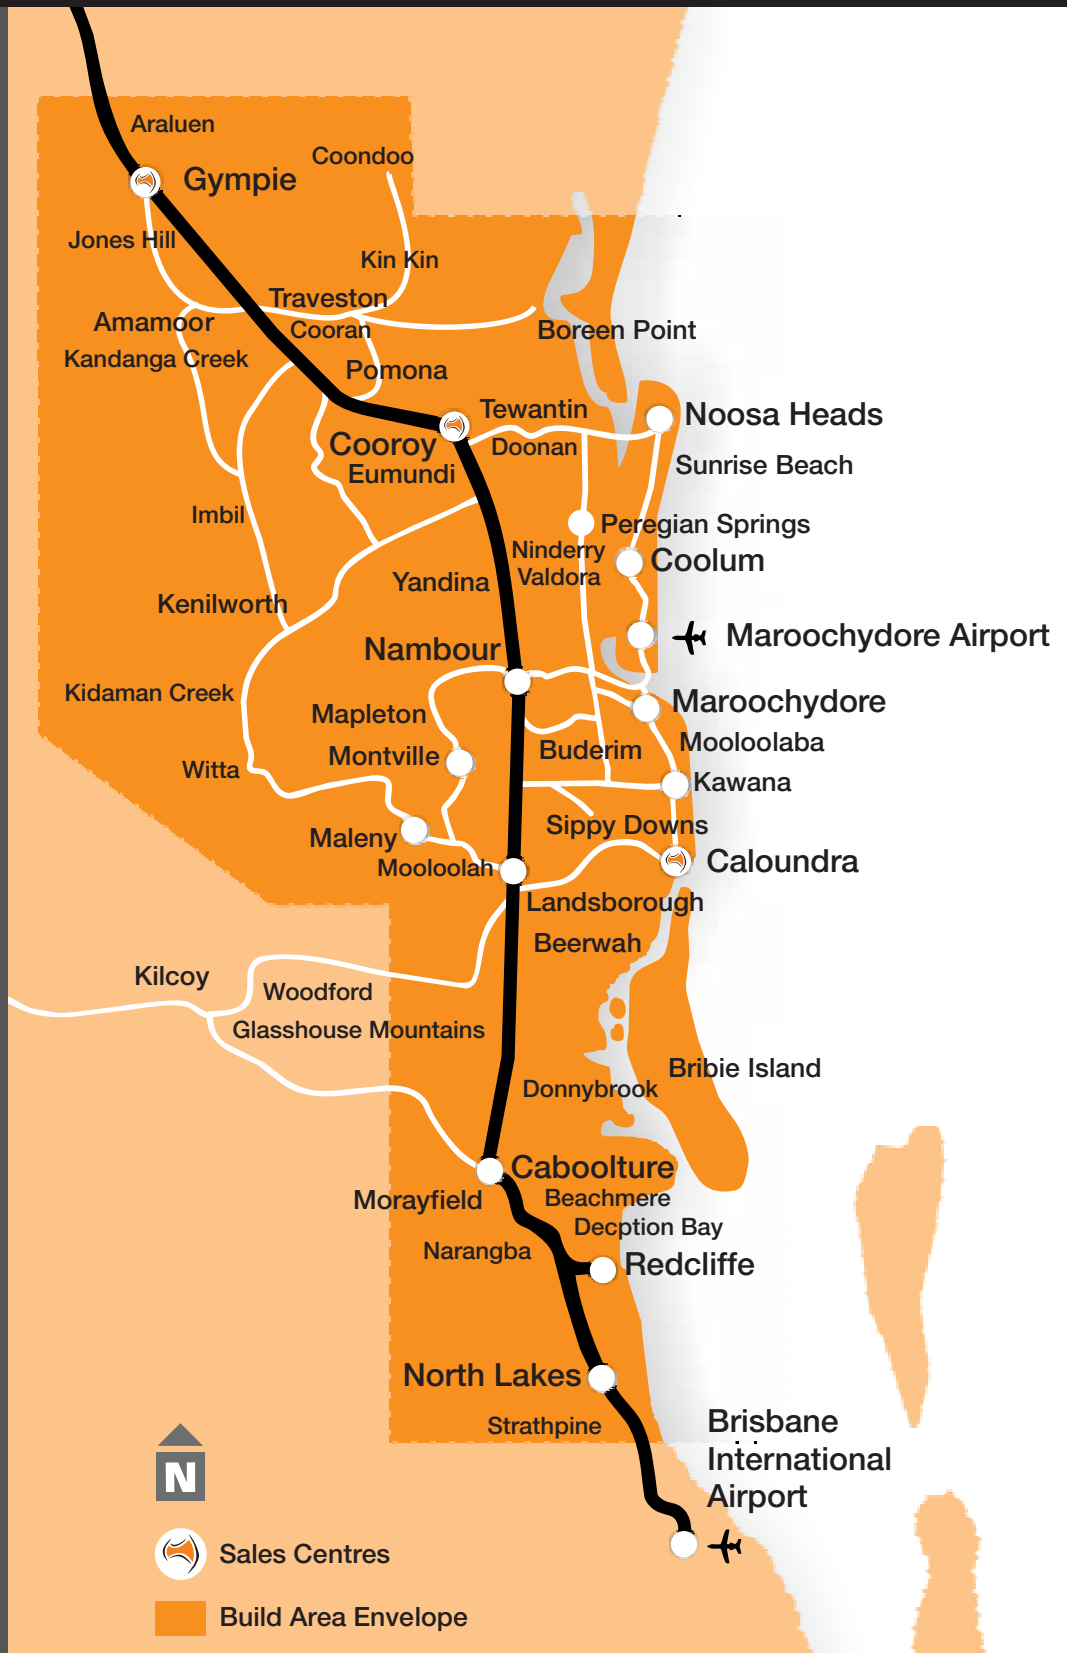 Araluen
Coondoo
Gympie
Jones Hill
Kin Kin
Traveston
Amamoor
Cooran
Boreen Point
Kandanga Creek
Pomona
Tewantin
Noosa Heads
Cooroy
Doonan
Sunrise Beach
Eumundi
Imbil
Peregian Springs
Ninderry
Coolum
Valdora
Yandina
Kenilworth
Maroochydore Airport
Nambour
Kidaman Creek
Maroochydore
Mapleton
Mooloolaba
Buderim
Montville
Witta
Kawana
Sippy Downs
Maleny
Caloundra
Mooloolah
Landsborough
Beerwah
Kilcoy
Woodford
Glasshouse Mountains
Bribie Island
Donnybrook
Caboolture
Morayfield
Beachmere
Decption Bay
Narangba
Redcliffe
North Lakes
Strathpine
Brisbane
International
Airport
N
Sales Centres
Build Area Envelope